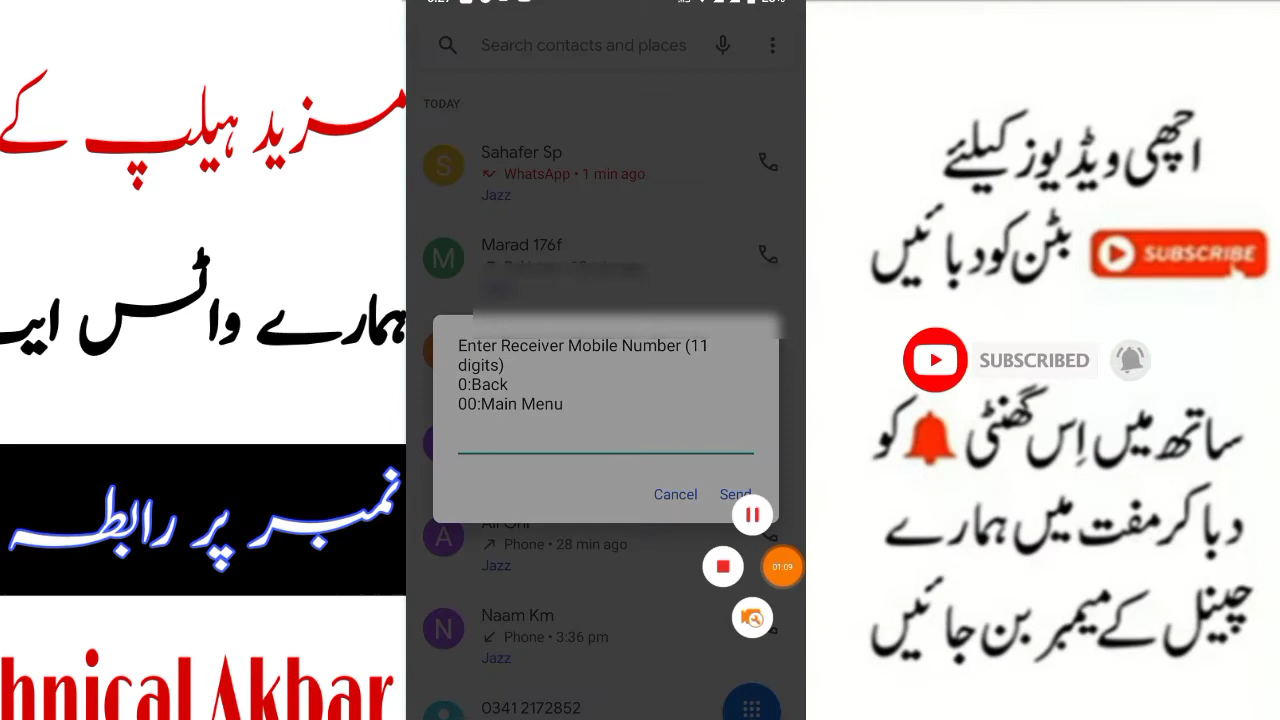 مزید ہیلپ کے
ہمارے واٹس ایپ
نمبر پر رابطہ
hnical Akbar
Search contacts and places
TODAY
S
Sahafer Sp
WhatsApp • 1 min ago
Jazz
M
Marad 176f
Enter Receiver Mobile Number (11
digits)
0:Back
00:Main Menu
Cancel Send
01:09
A
Phone • 28 min ago
Jazz
N
Naam Km
Phone • 3:36 pm
Jazz
0341 2172852
اچھی ویڈیوز کیلئے
بٹن کو دبائیں
SUBSCRIBE
SUBSCRIBED
ساتھ میں اِس گھنٹی کو
دبا کر مفت میں ہمارے
چینل کے میمبر بن جائیں